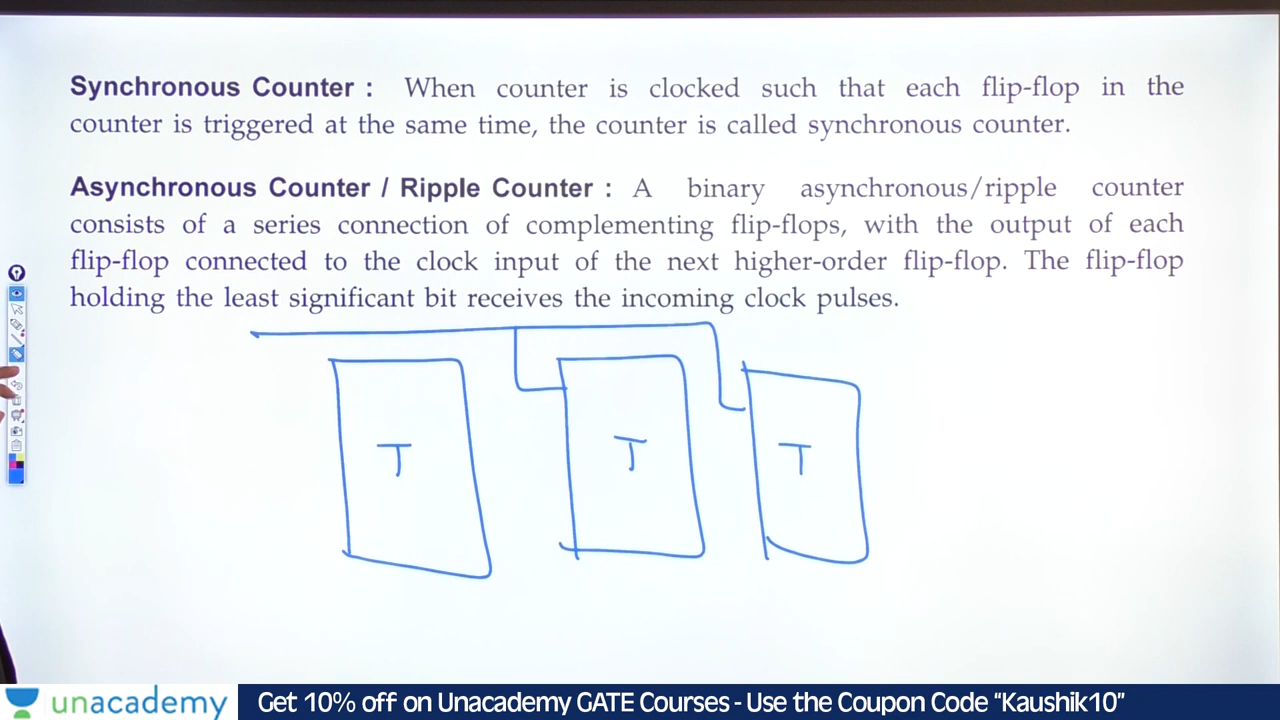 Synchronous Counter : When counter is clocked such that each flip-flop in the
counter is triggered at the same time, the counter is called synchronous counter.
Asynchronous Counter / Ripple Counter : A binary asynchronous/ripple counter
consists of a series connection of complementing flip-flops, with the output of each
flip-flop connected to the clock input of the next higher-order flip-flop. The flip-flop
holding the least significant bit receives the incoming clock pulses.
T T T
unacademy Get 10% off on Unacademy GATE Courses - Use the Coupon Code “Kaushik10”